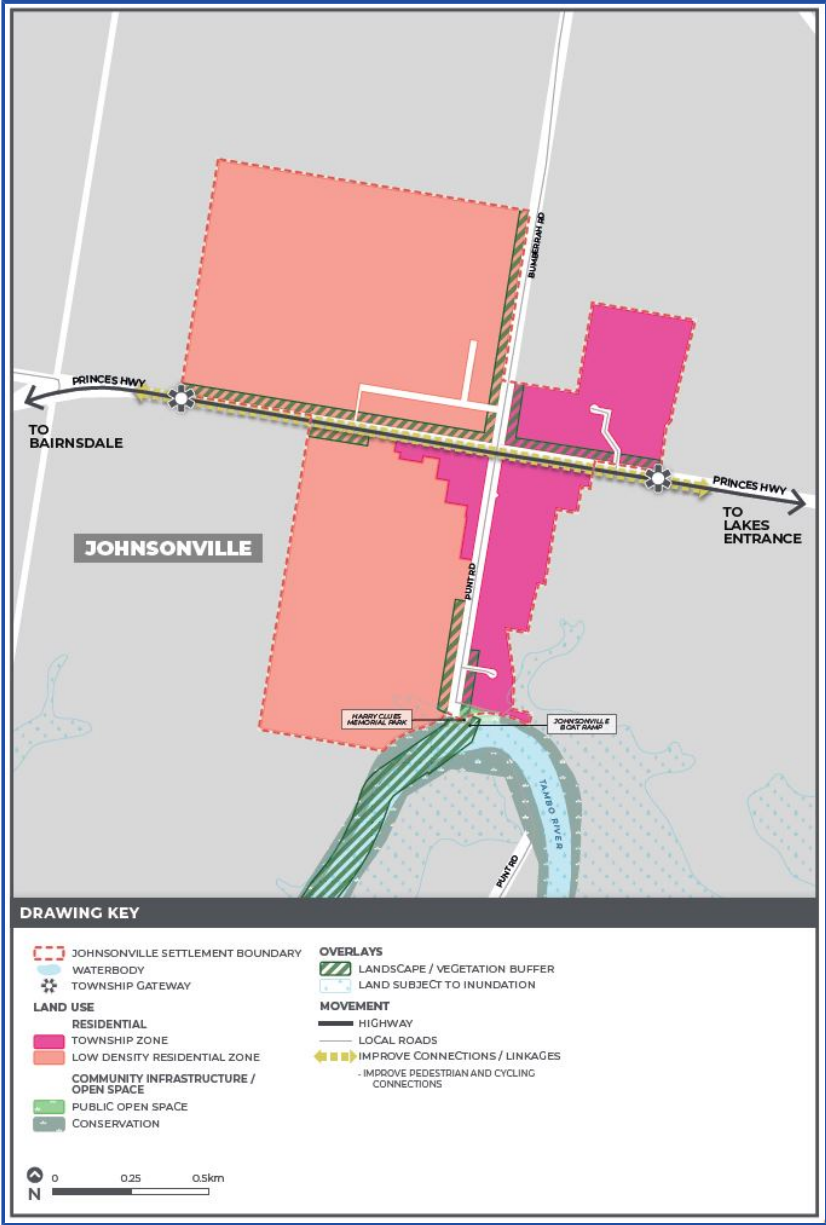 BUMBERRAH RD
PRINCES HWY
TO
BAIRNSDALE
PRINCES HWY
TO
LAKES
ENTRANCE
JOHNSONVILLE
PUNT RD
HARRY CLUES
MEMORIAL PARK
JOHNSONVILLE
BOAT RAMP
TAMBO RIVER
PUNT RD
DRAWING KEY
JOHNSONVILLE SETTLEMENT BOUNDARY
WATERBODY
TOWNSHIP GATEWAY
LAND USE
RESIDENTIAL
TOWNSHIP ZONE
LOW DENSITY RESIDENTIAL ZONE
COMMUNITY INFRASTRUCTURE /
OPEN SPACE
PUBLIC OPEN SPACE
CONSERVATION
OVERLAYS
LANDSCAPE / VEGETATION BUFFER
LAND SUBJECT TO INUNDATION
MOVEMENT
HIGHWAY
LOCAL ROADS
IMPROVE CONNECTIONS / LINKAGES
- IMPROVE PEDESTRIAN AND CYCLING
CONNECTIONS
N
0 0.25 0.5km